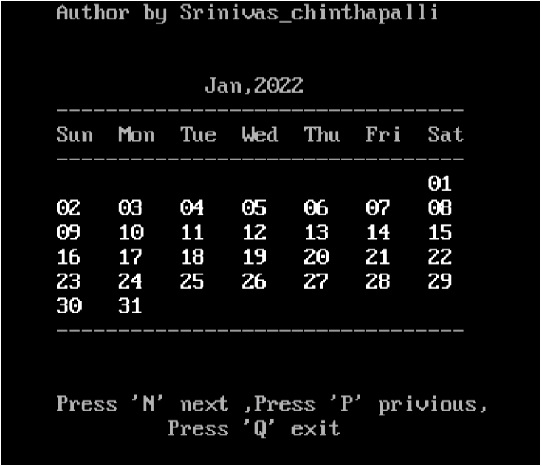 Author by Srinivas_chinthapalli
Jan,2022
---------------------------------
Sun Mon Tue Wed Thu Fri Sat
---------------------------------
01
02 03 04 05 06 07 08
09 10 11 12 13 14 15
16 17 18 19 20 21 22
23 24 25 26 27 28 29
30 31
---------------------------------
Press 'N' next ,Press 'P' privious,
Press 'Q' exit